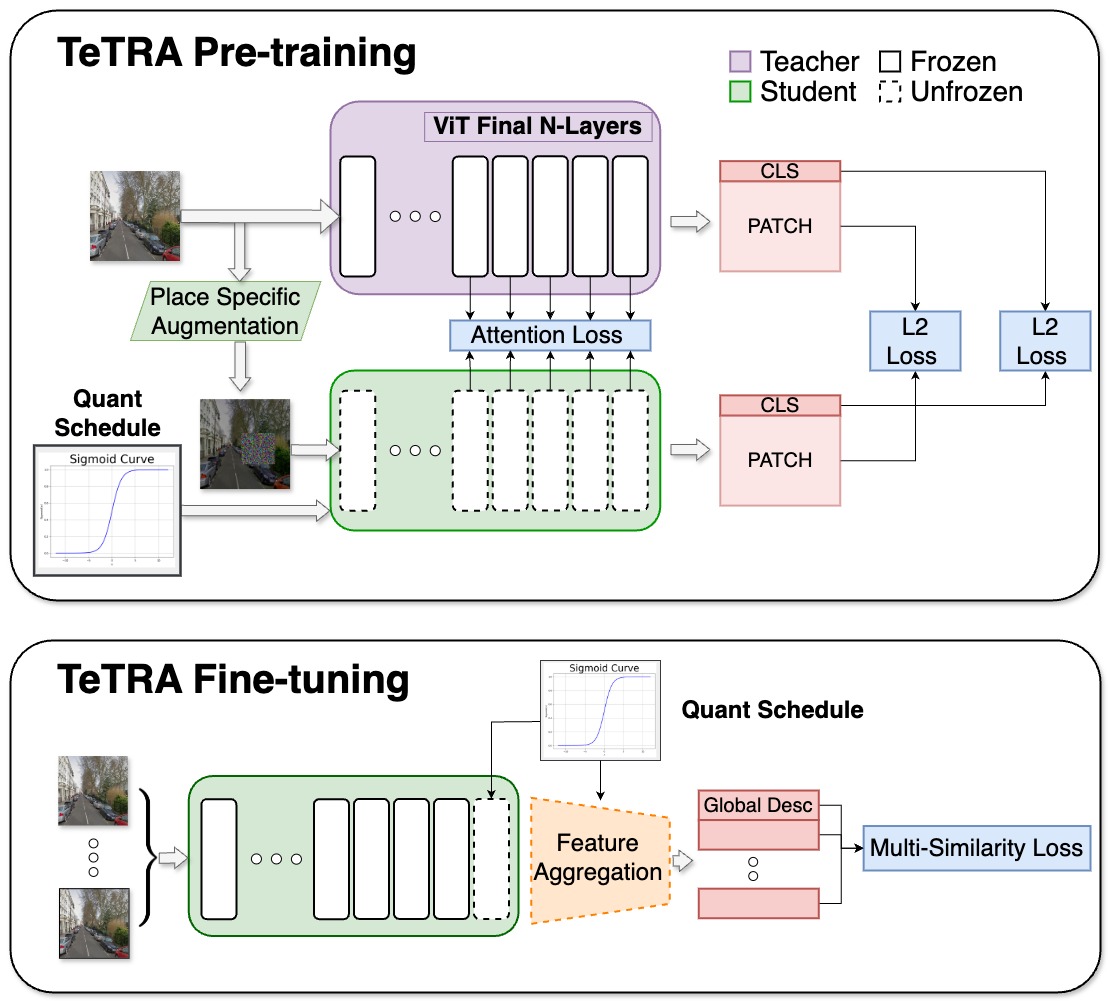 TeTRA Pre-training
Teacher
Frozen
Student
Unfrozen
ViT Final N-Layers
CLS
PATCH
Place Specific
Augmentation
Attention Loss
L2
Loss
L2
Loss
Quant
Schedule
Sigmoid Curve
CLS
PATCH
TeTRA Fine-tuning
Sigmoid Curve
Quant Schedule
Feature
Aggregation
Global Desc
Multi-Similarity Loss